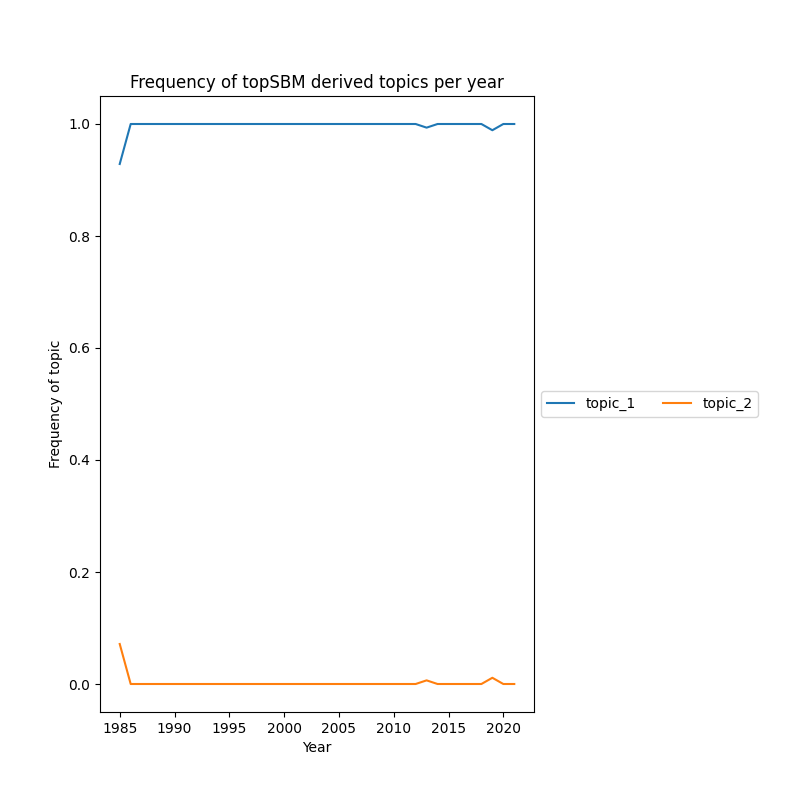 Frequency of topSBM derived topics per year
1.0
0.8
0.6
0.4
0.2
0.0
Frequency of topic
1985 1990 1995 2000 2005 2010 2015 2020
Year
topic_1 topic_2